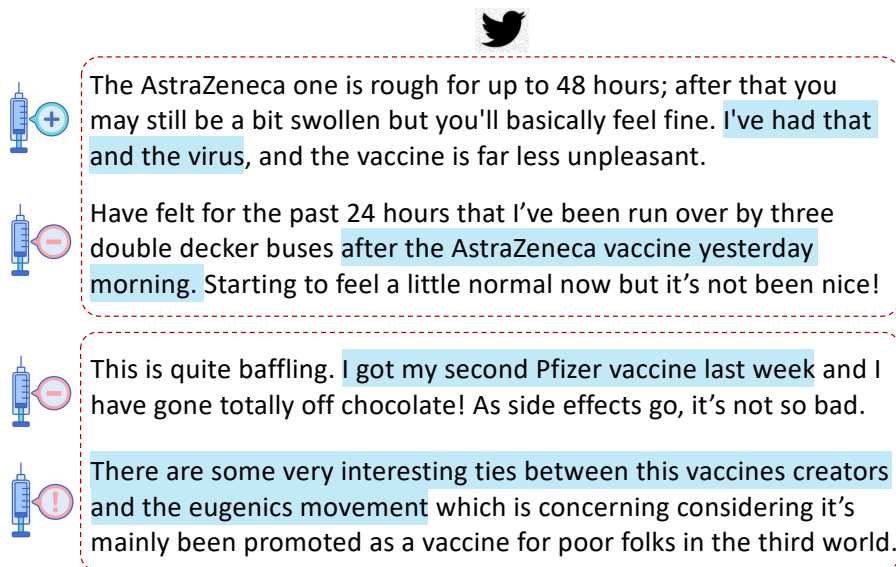 The AstraZeneca one is rough for up to 48 hours; after that you
may still be a bit swollen but you'll basically feel fine. I've had that
and the virus, and the vaccine is far less unpleasant.
Have felt for the past 24 hours that I’ve been run over by three
double decker buses after the AstraZeneca vaccine yesterday
morning. Starting to feel a little normal now but it’s not been nice!
This is quite baffling. I got my second Pfizer vaccine last week and I
have gone totally off chocolate! As side effects go, it’s not so bad.
There are some very interesting ties between this vaccines creators
and the eugenics movement which is concerning considering it’s
mainly been promoted as a vaccine for poor folks in the third world.